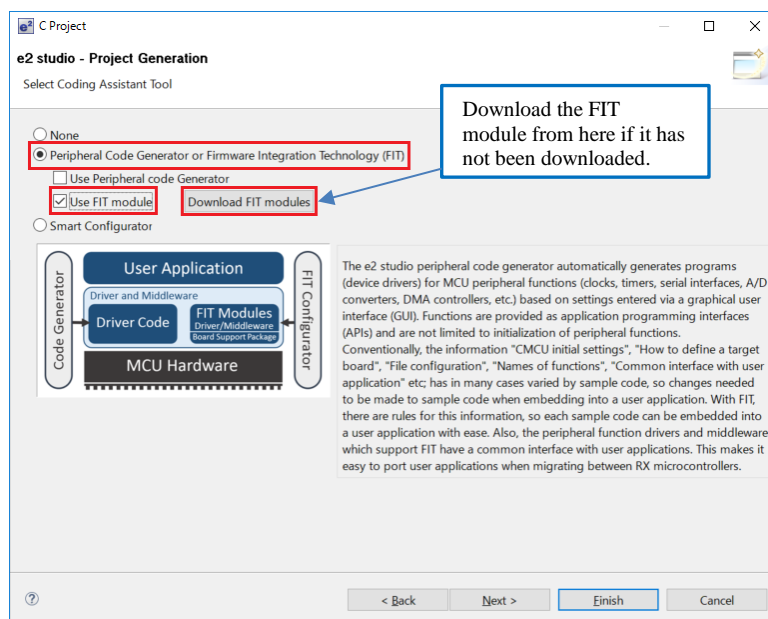 e² C Project
e2 studio - Project Generation
Select Coding Assistant Tool
Download the FIT
module from here if it has
not been downloaded.
None
Peripheral Code Generator or Firmware Integration Technology (FIT)
Use Peripheral code Generator
Use FIT module
Download FIT modules
Smart Configurator
Code Generator
User Application
Driver and Middleware
Driver Code
FIT Modules
Driver/Middleware
Board Support Package
MCU Hardware
FIT Configurator
The e2 studio peripheral code generator automatically generates programs
(device drivers) for MCU peripheral functions (clocks, timers, serial interfaces, A/D
converters, DMA controllers, etc.) based on settings entered via a graphical user
interface (GUI). Functions are provided as application programming interfaces
(APIs) and are not limited to initialization of peripheral functions.
Conventionally, the information "CMCU initial settings", "How to define a target
board", "File configuration", "Names of functions", "Common interface with user
application" etc; has in many cases varied by sample code, so changes needed
to be made to sample code when embedding into a user application. With FIT,
there are rules for this information, so each sample code can be embedded into
a user application with ease. Also, the peripheral function drivers and middleware
which support FIT have a common interface with user applications. This makes it
easy to port user applications when migrating between RX microcontrollers.
?
< Back
Next >
Finish
Cancel